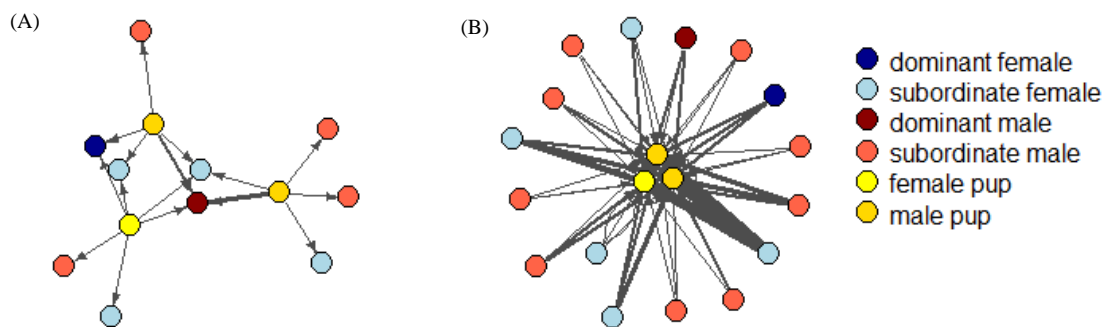 (A)
(B)
dominant female
subordinate female
dominant male
subordinate male
female pup
male pup